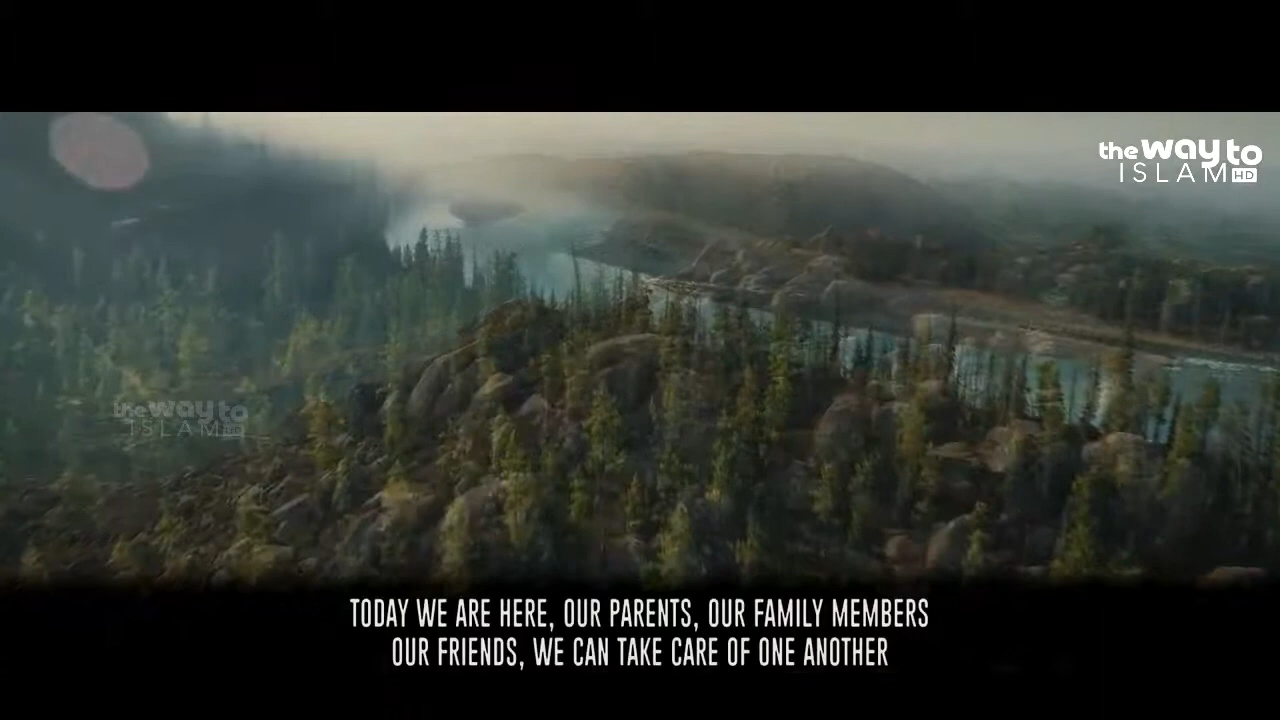 the way to
ISLAM HD
the way to
ISLAM HD
TODAY WE ARE HERE, OUR PARENTS, OUR FAMILY MEMBERS
OUR FRIENDS, WE CAN TAKE CARE OF ONE ANOTHER